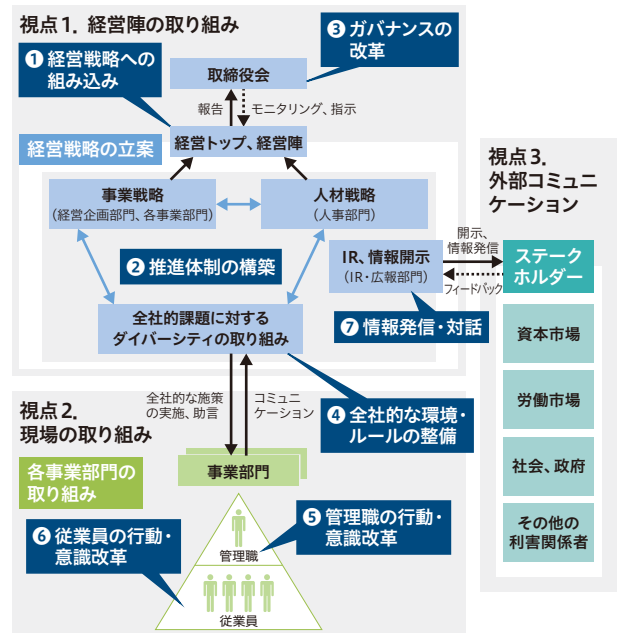 視点1. 経営陣の取り組み
❶経営戦略への
組み込み
❸ガバナンスの
改革
取締役会
報告
モニタリング、指示
経営トップ、経営陣
経営戦略の立案
事業戦略
(経営企画部門、各事業部門)
人材戦略
(人事部門)
❷推進体制の構築
IR、情報開示
(IR・広報部門)
❼情報発信・対話
全社的課題に対する
ダイバーシティの取り組み
全社的な施策
の実施、助言
コミュニ
ケーション
❹全社的な環境・
ルールの整備
視点2.
現場の取り組み
各事業部門の
取り組み
事業部門
❺管理職の行動・
意識改革
❻従業員の行動・
意識改革
管理職
従業員
視点3.
外部コミュニ
ケーション
開示、
情報発信
フィードバック
ステーク
ホルダー
資本市場
労働市場
社会、政府
その他の
利害関係者